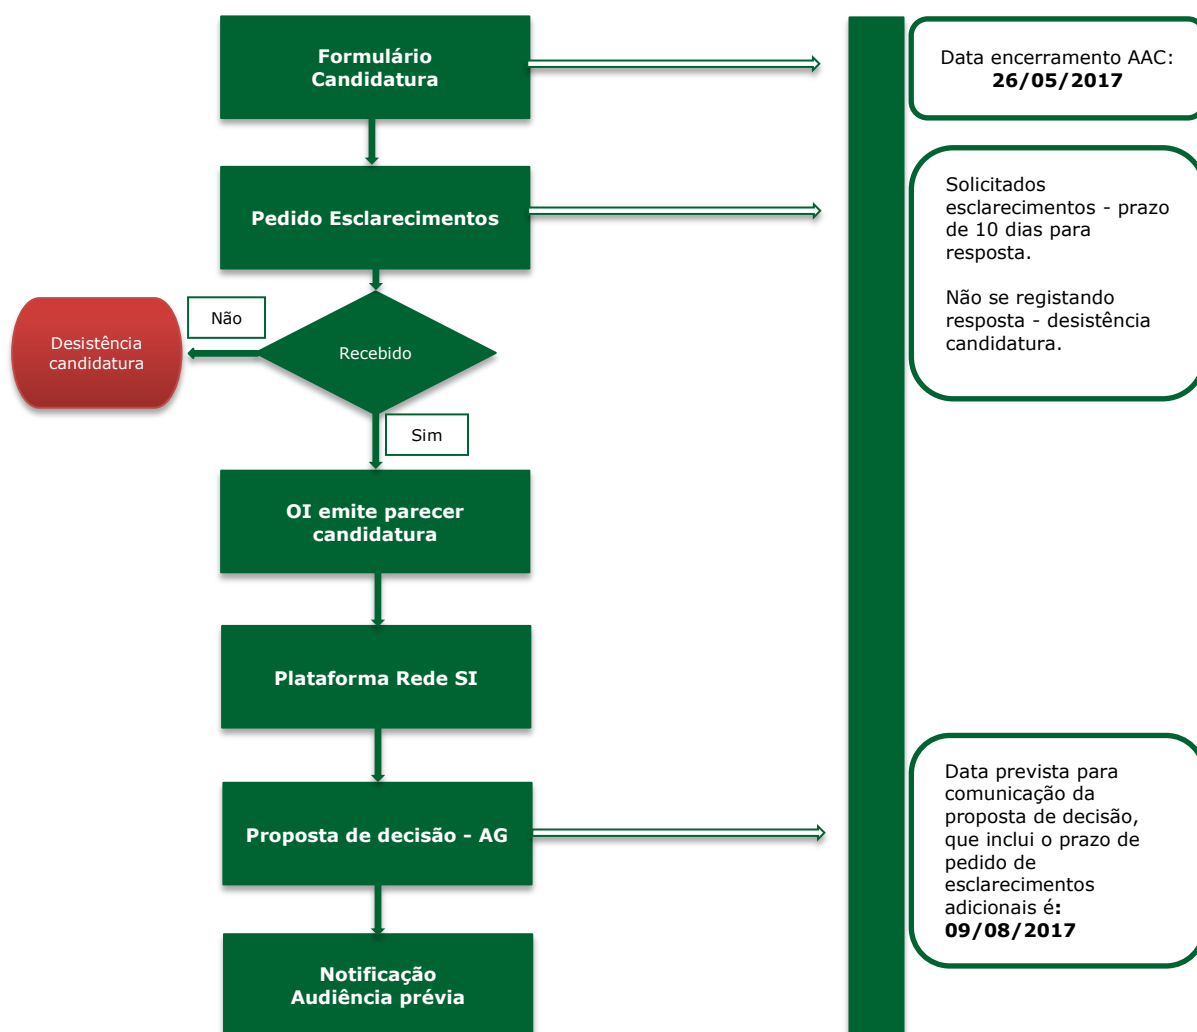 Formulário
Candidatura
Data encerramento AAC:
26/05/2017
Pedido Esclarecimentos
Solicitados
esclarecimentos - prazo
de 10 dias para
resposta.
Não se registando
resposta - desistência
candidatura.
Não
Desistência
candidatura
Recebido
Sim
OI emite parecer
candidatura
Plataforma Rede SI
Proposta de decisão - AG
Data prevista para
comunicação da
proposta de decisão,
que inclui o prazo de
pedido de
esclarecimentos
adicionais é:
09/08/2017
Notificação
Audiência prévia